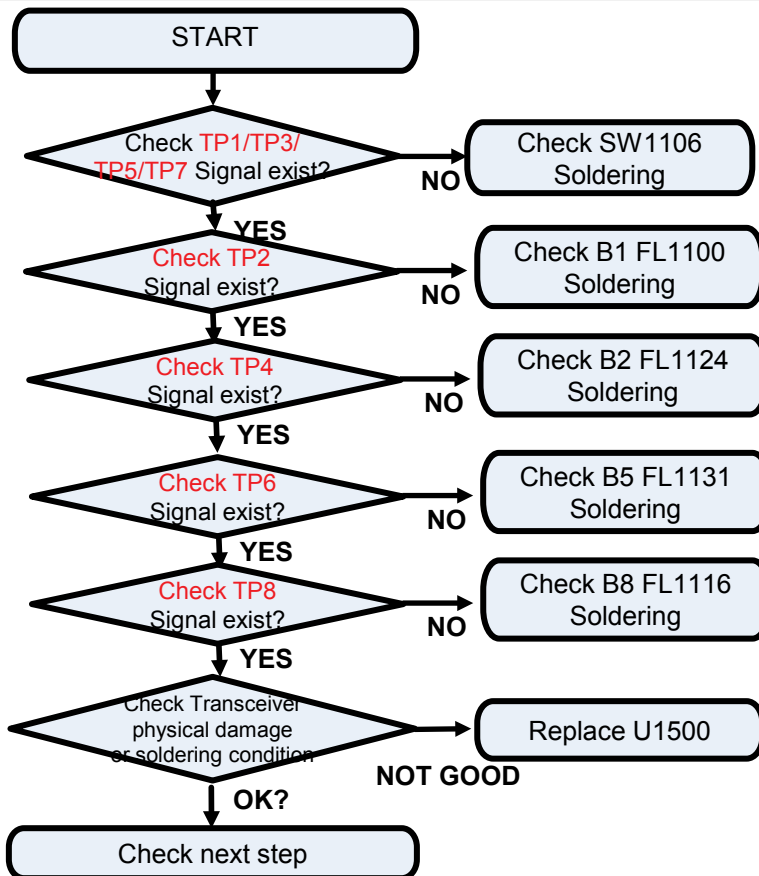 START
Check TP1/TP3/
TP5/TP7 Signal exist?
NO
Check SW1106
Soldering
YES
Check TP2
Signal exist?
NO
Check B1 FL1100
Soldering
YES
Check TP4
Signal exist?
NO
Check B2 FL1124
Soldering
YES
Check TP6
Signal exist?
NO
Check B5 FL1131
Soldering
YES
Check TP8
Signal exist?
NO
Check B8 FL1116
Soldering
YES
Check Transceiver
physical damage
or soldering condition
NOT GOOD
Replace U1500
OK?
Check next step